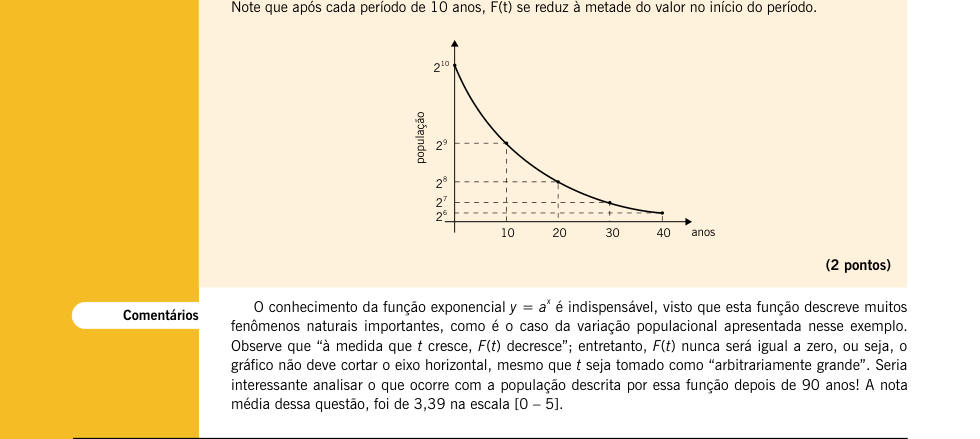 Note que após cada período de 10 anos, F(t) se reduz à metade do valor no início do período.
2¹⁰
população
2⁹
2⁸
2⁷
2⁶
10 20 30 40 anos
(2 pontos)
Comentários
O conhecimento da função exponencial y = aˣ é indispensável, visto que esta função descreve muitos
fenômenos naturais importantes, como é o caso da variação populacional apresentada nesse exemplo.
Observe que “à medida que t cresce, F(t) decresce”; entretanto, F(t) nunca será igual a zero, ou seja, o
gráfico não deve cortar o eixo horizontal, mesmo que t seja tomado como “arbitrariamente grande”. Seria
interessante analisar o que ocorre com a população descrita por essa função depois de 90 anos! A nota
média dessa questão, foi de 3,39 na escala [0 – 5].